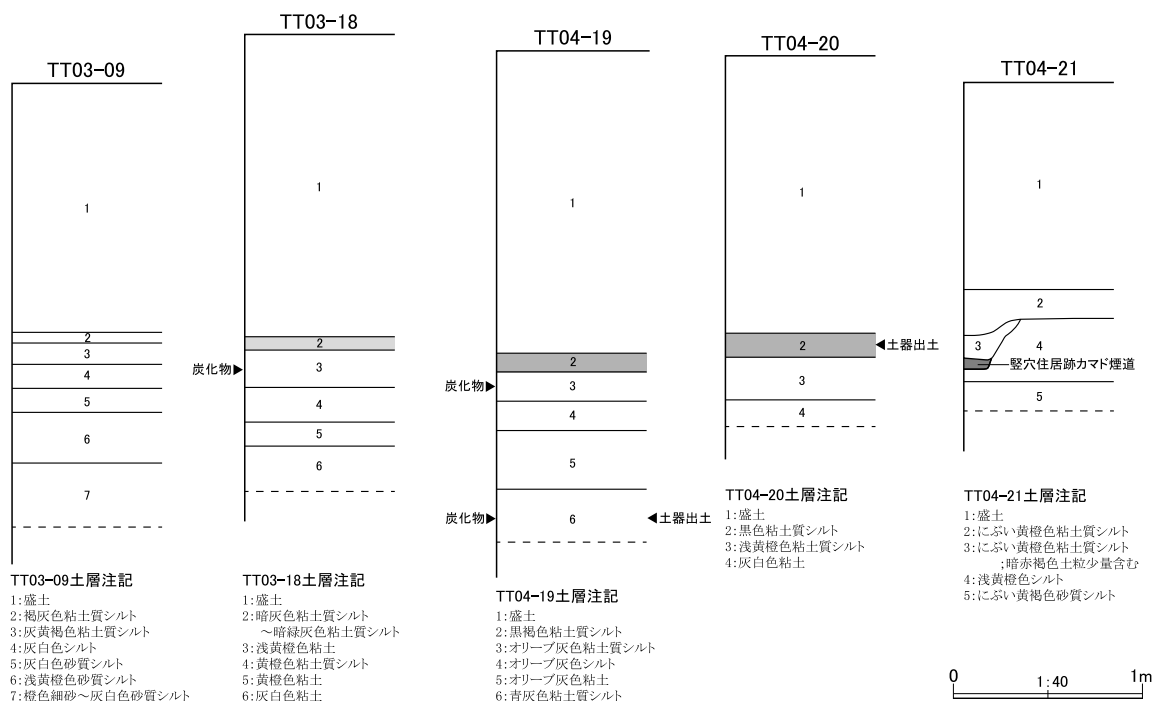 TT03-09
1
2
3
4
5
6
7
TT03-09土層注記
1:盛土
2:褐灰色粘土質シルト
3:灰黄褐色粘土質シルト
4:灰白色シルト
5:灰白色砂質シルト
6:浅黄橙色砂質シルト
7:橙色細砂~灰白色砂質シルト
TT03-18
1
2
炭化物
3
4
5
6
TT03-18土層注記
1:盛土
2:暗灰色粘土質シルト
~暗緑灰色粘土質シルト
3:浅黄橙色粘土
4:黄橙色粘土質シルト
5:黄橙色粘土
6:灰白色粘土
TT04-19
1
2
炭化物
3
4
5
炭化物
6
土器出土
TT04-19土層注記
1:盛土
2:黒褐色粘土質シルト
3:オリーブ灰色粘土質シルト
4:オリーブ灰色シルト
5:オリーブ灰色粘土
6:青灰色粘土質シルト
TT04-20
1
2
土器出土
3
4
TT04-20土層注記
1:盛土
2:黒色粘土質シルト
3:浅黄橙色粘土質シルト
4:灰白色粘土
TT04-21
1
2
3
4
竪穴住居跡カマド煙道
5
TT04-21土層注記
1:盛土
2:にぶい黄橙色粘土質シルト
3:にぶい黄橙色粘土質シルト
;暗赤褐色土粒少量含む
4:浅黄橙色シルト
5:にぶい黄褐色砂質シルト
0
1:40
1m